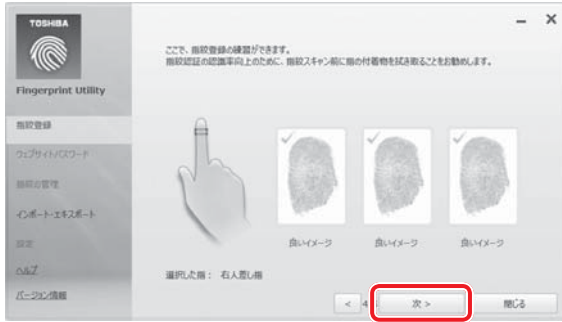 TOSHIBA
Fingerprint Utility
指紋登録
ウェブサイトパスワード
指紋の管理
インポート・エキスポート
設定
ヘルプ
バージョン情報
ここで、指紋登録の練習ができます。
指紋認証の認識率向上のために、指紋スキャン前に指の付着物を拭き取ることをお勧めします。
良いイメージ
良いイメージ
良いイメージ
選択した指： 右人差し指
< 4 次 > 閉じる